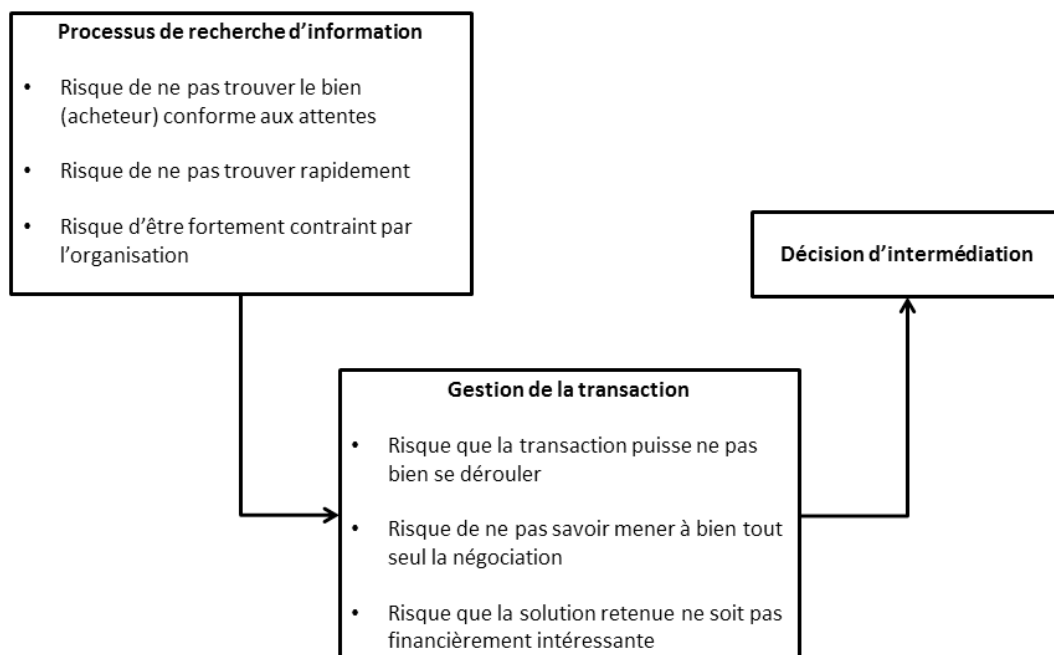 Processus de recherche d'information
• Risque de ne pas trouver le bien
(acheteur) conforme aux attentes
• Risque de ne pas trouver rapidement
• Risque d'être fortement contraint par
l'organisation
Décision d'intermédiation
Gestion de la transaction
• Risque que la transaction puisse ne pas
bien se dérouler
• Risque de ne pas savoir mener à bien tout
seul la négociation
• Risque que la solution retenue ne soit pas
financièrement intéressante